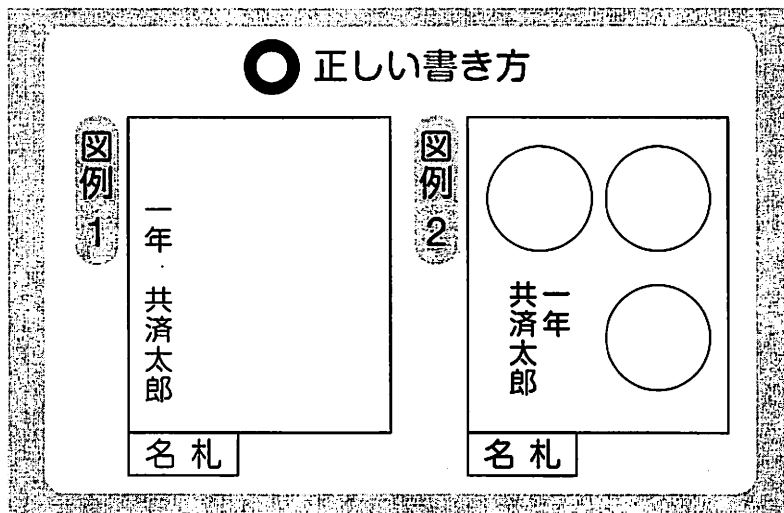 ○ 正しい書き方
図例 1
一年 共済太郎
名札
図例 2
一年
共済太郎
名札